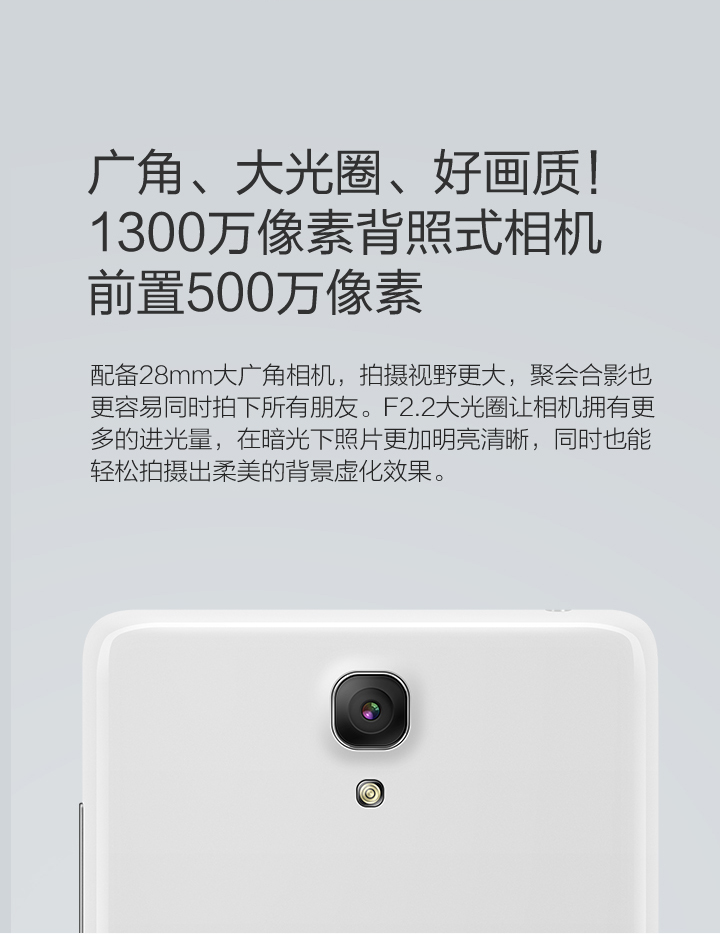 广角、大光圈、好画质！
1300万像素背照式相机
前置500万像素
配备28mm大广角相机，拍摄视野更大，聚会合影也
更容易同时拍下所有朋友。F2.2大光圈让相机拥有更
多的进光量，在暗光下照片更加明亮清晰，同时也能
轻松拍摄出柔美的背景虚化效果。